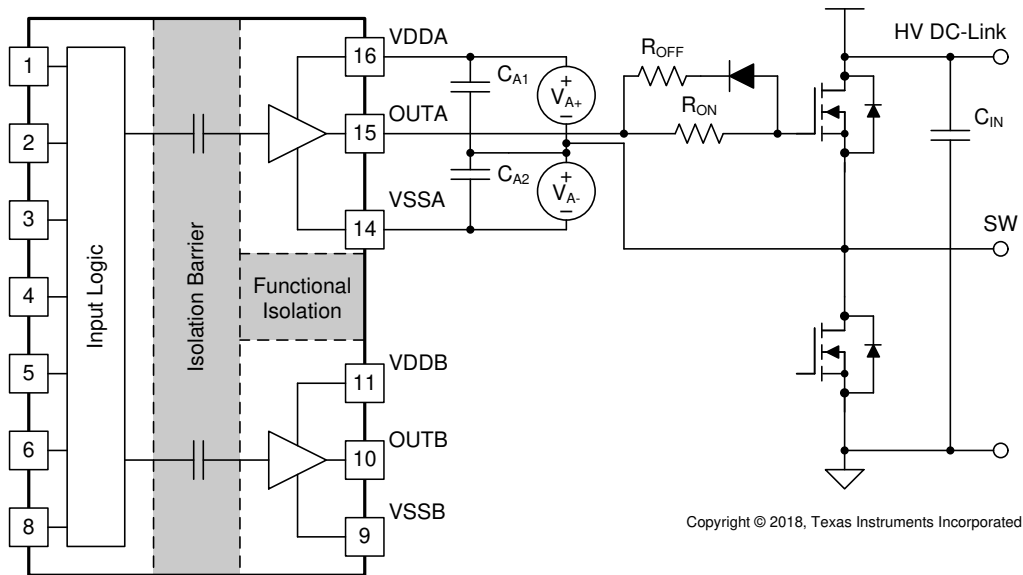 1
2
3
4
5
6
8
Input Logic
Isolation Barrier
Functional
Isolation
16
VDDA
15
OUTA
14
VSSA
11
VDDB
10
OUTB
9
VSSB
CA1
CA2
+
VA+
−
+
VA-
−
ROFF
RON
HV DC-Link
CIN
SW
Copyright © 2018, Texas Instruments Incorporated